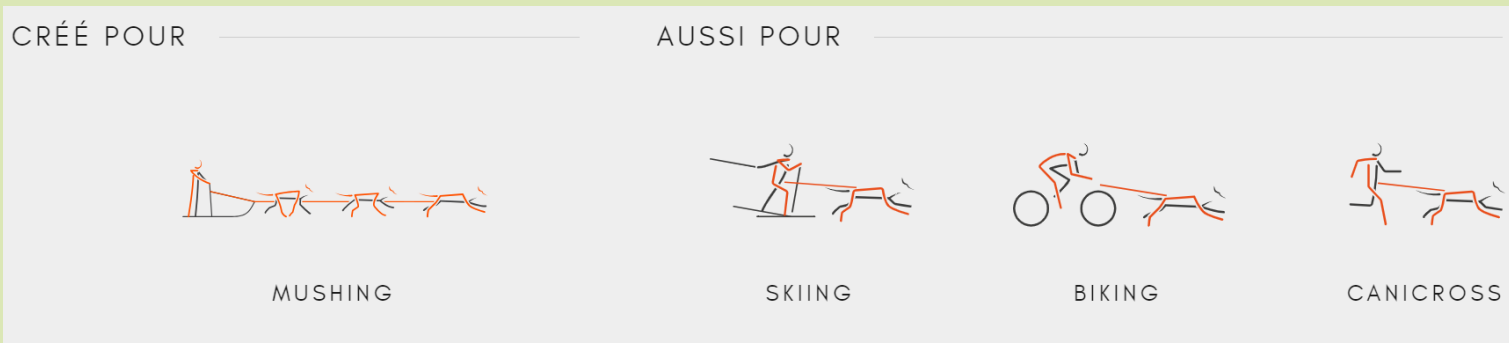 CRÉÉ POUR
AUSSI POUR
MUSHING
SKIING
BIKING
CANICROSS